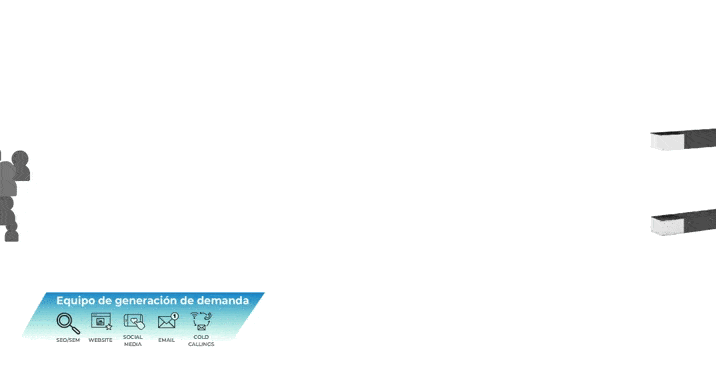 Equipo de generación de demanda
SEO/SEM
WEBSITE
SOCIAL
MEDIA
EMAIL
COLD
CALLINGS